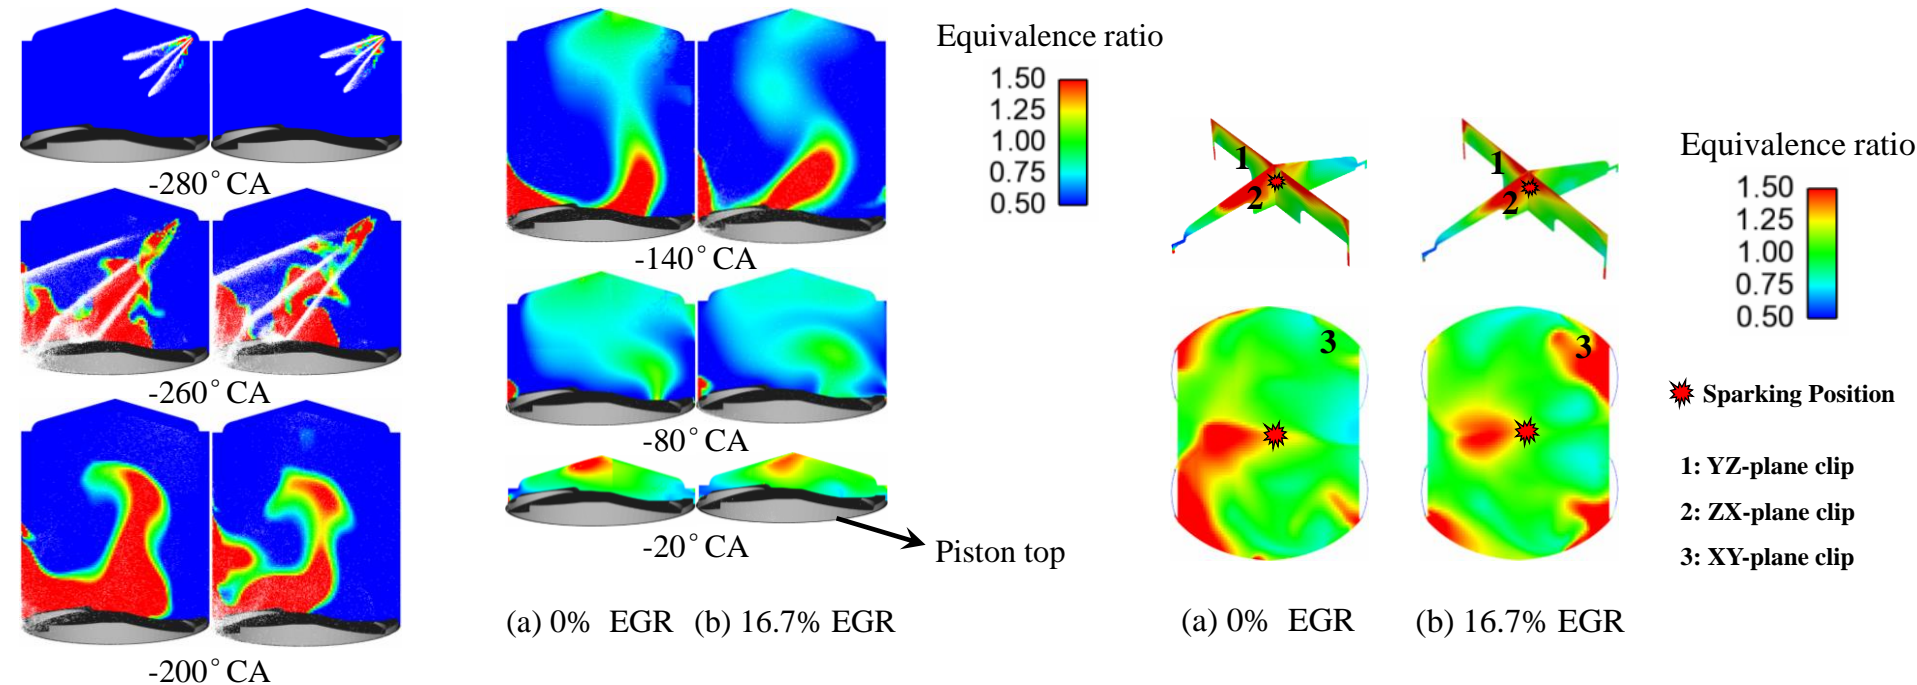 -280°CA
-260°CA
-200°CA
-140°CA
-80°CA
-20°CA
Piston top
(a) 0% EGR (b) 16.7% EGR
Equivalence ratio
1.50
1.25
1.00
0.75
0.50
1
2
1
2
3
3
(a) 0% EGR (b) 16.7% EGR
Equivalence ratio
1.50
1.25
1.00
0.75
0.50
Sparking Position
1: YZ-plane clip
2: ZX-plane clip
3: XY-plane clip